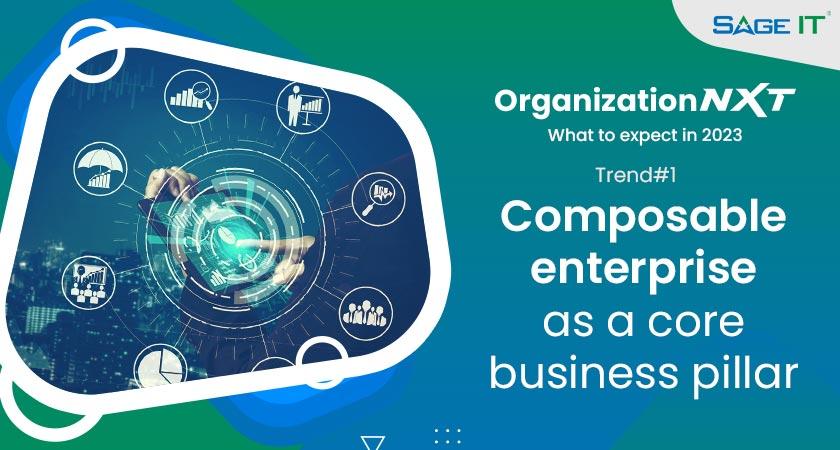 SAGE IT
OrganizationNXT
What to expect in 2023
Trend#1
Composable
enterprise
as a core
business pillar